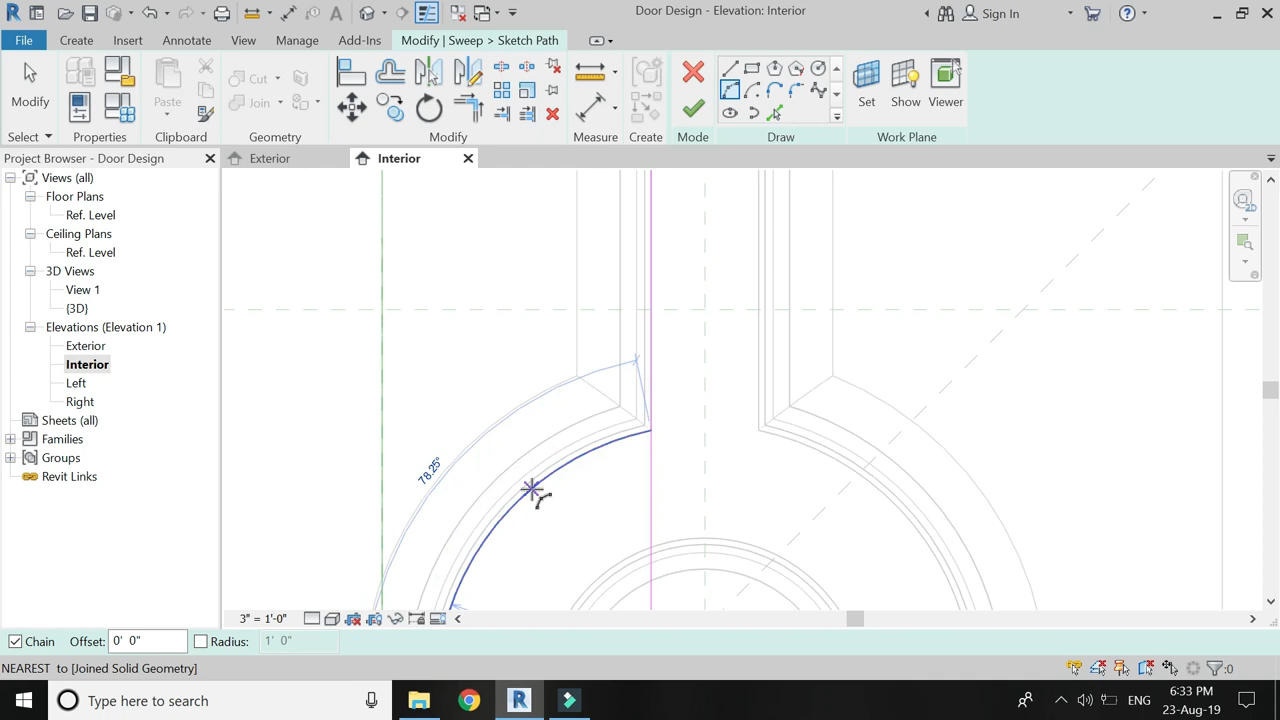 Door Design - Elevation: Interior
Sign In
File
Create
Insert
Annotate
View
Manage
Add-Ins
Modify | Sweep > Sketch Path
Modify
Paste
Cut
Join
Set
Show
Viewer
Select
Properties
Clipboard
Geometry
Modify
Measure
Create
Mode
Draw
Work Plane
Project Browser - Door Design
Exterior
Interior
Views (all)
Floor Plans
Ref. Level
Ceiling Plans
Ref. Level
3D Views
View 1
{3D}
Elevations (Elevation 1)
Exterior
Interior
Left
Right
Sheets (all)
Families
Groups
Revit Links
2D
78.25°
3" = 1'-0"
Chain
Offset: 0' 0"
Radius: 1' 0"
NEAREST to [Joined Solid Geometry]
:0
Type here to search
ENG
6:33 PM
23-Aug-19